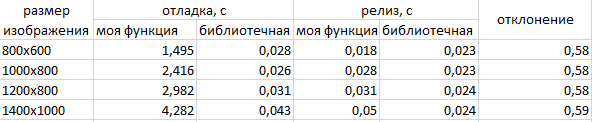 размер изображения отладка, с релиз, с отклонение
моя функция библиотечная моя функция библиотечная
800x600 1,495 0,028 0,018 0,023 0,58
1000x800 2,416 0,026 0,028 0,023 0,58
1200x800 2,982 0,031 0,031 0,024 0,58
1400x1000 4,282 0,043 0,05 0,024 0,59